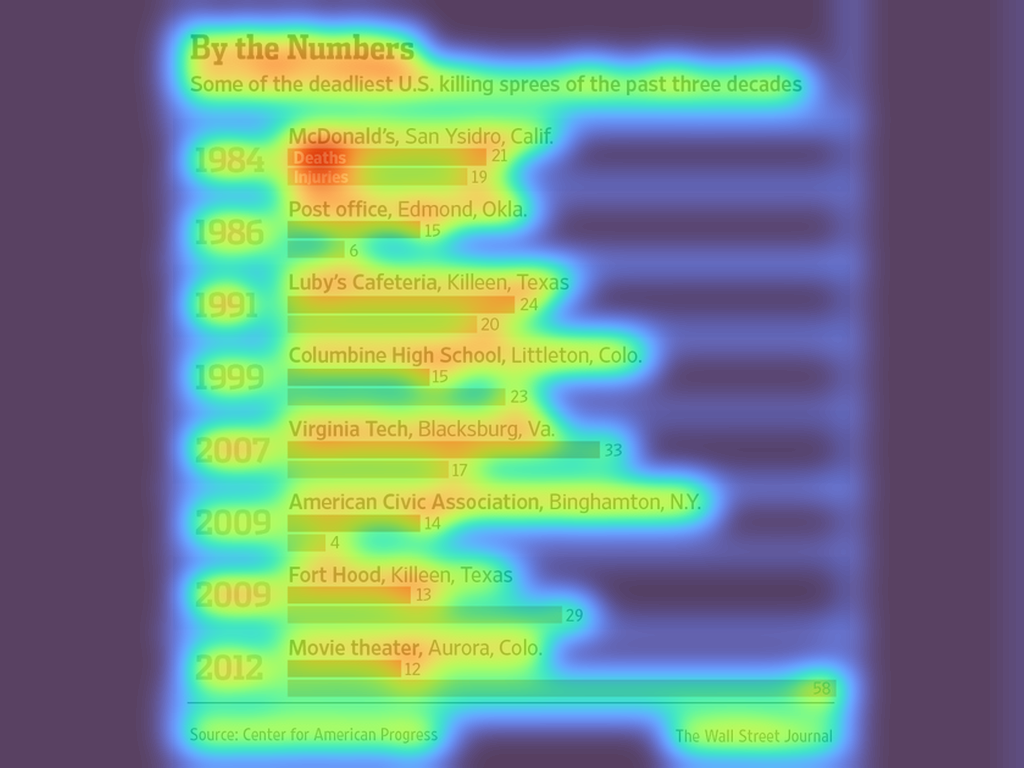 By the Numbers
Some of the deadliest U.S. killing sprees of the past three decades
1984
McDonald's, San Ysidro, Calif.
Deaths 21
Injuries 19
1986
Post office, Edmond, Okla.
15
6
1991
Luby's Cafeteria, Killeen, Texas
24
20
1999
Columbine High School, Littleton, Colo.
15
23
2007
Virginia Tech, Blacksburg, Va.
33
17
2009
American Civic Association, Binghamton, N.Y.
14
4
2009
Fort Hood, Killeen, Texas
13
29
2012
Movie theater, Aurora, Colo.
12
58
Source: Center for American Progress
The Wall Street Journal